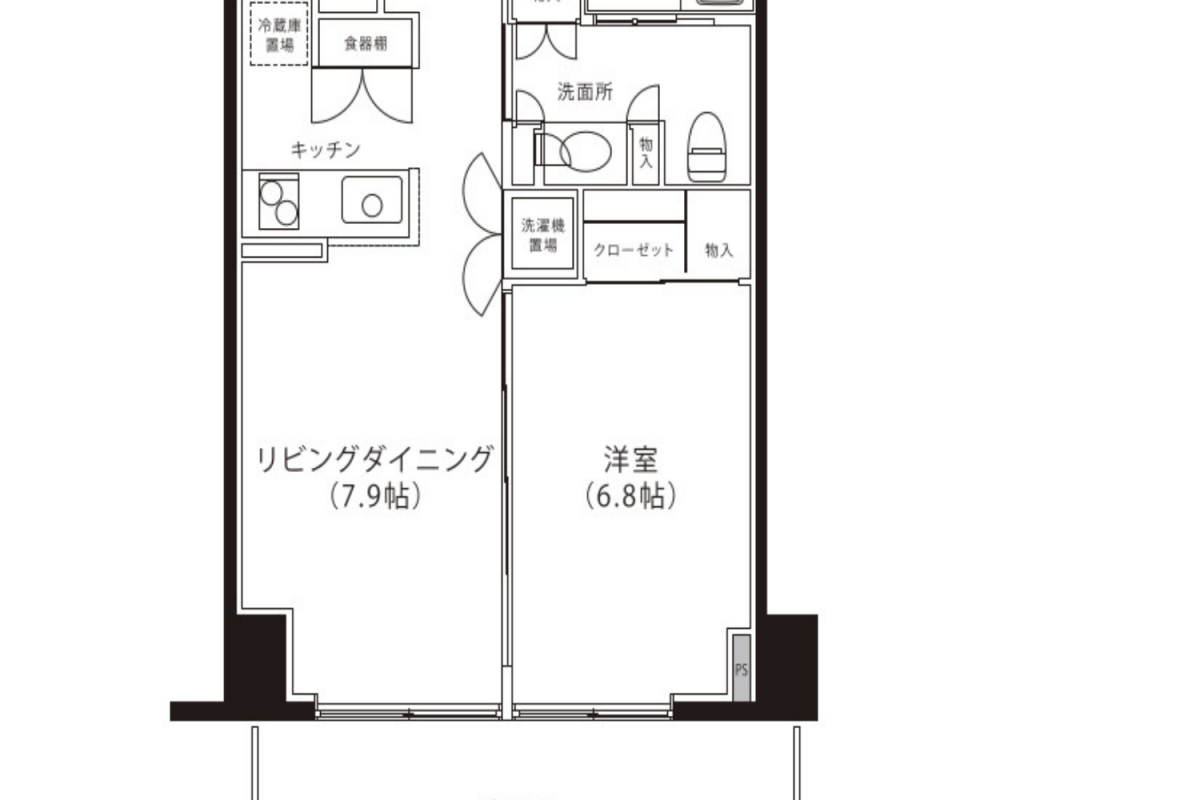 冷蔵庫
置場
食器棚
洗面所
キッチン
物
入
洗濯機
置場
クローゼット
物入
リビングダイニング
（7.9帖）
洋室
（6.8帖）
PS